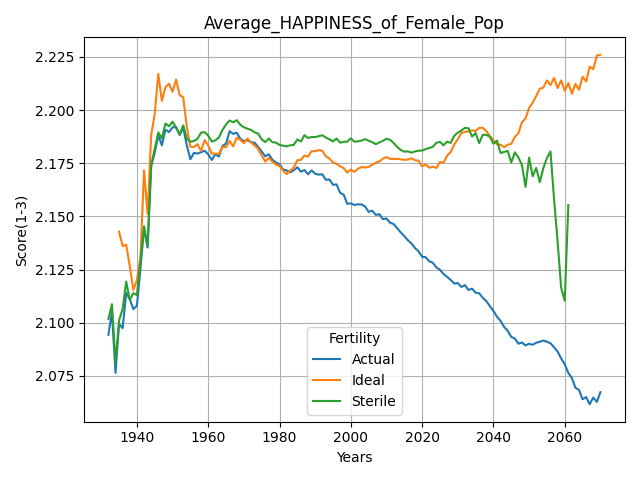 Average_HAPPINESS_of_Female_Pop
2.225
2.200
2.175
2.150
2.125
2.100
2.075
Score(1-3)
Fertility
Actual
Ideal
Sterile
1940
1960
1980
2000
2020
2040
2060
Years